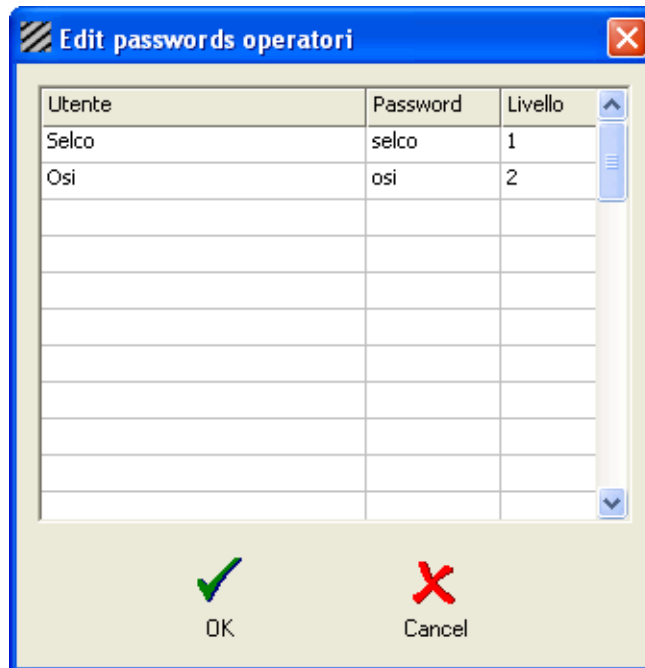 Edit passwords operatori
Utente Password Livello
Selco selco 1
Osi osi 2
OK Cancel